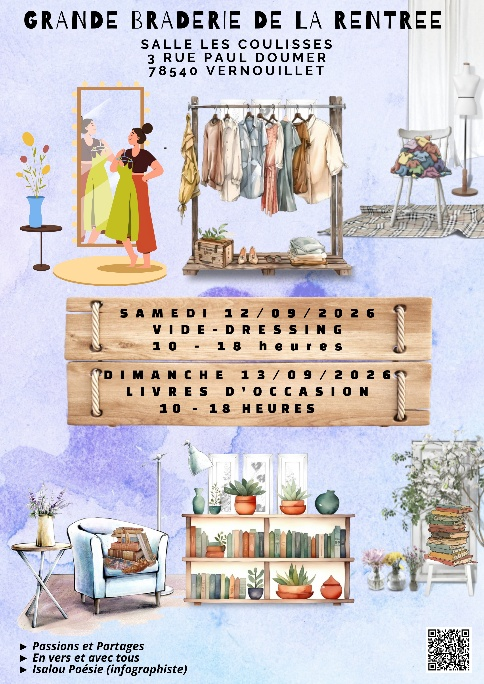 GRANDE BRADERIE DE LA RENTREE
SALLE LES COULISSES
3 RUE PAUL DOUMER
78540 VERNOUILLET
SAMEDI 12/09/2026
VIDE-DRESSING
10 - 18 heures
DIMANCHE 13/09/2026
LIVRES D'OCCASION
10 - 18 HEURES
► Passions et Partages
► En vers et avec tous
► Isalou Poésie (infographiste)